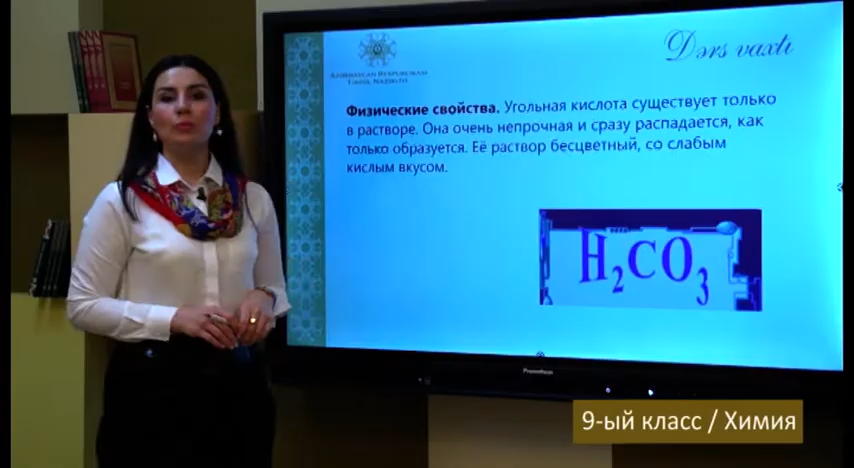 Dərs vaxtı
AZƏRBAYCAN RESPUBLİKASI
TƏHSİL NAZİRLİYİ
Физические свойства. Угольная кислота существует только
в растворе. Она очень непрочная и сразу распадается, как
только образуется. Её раствор бесцветный, со слабым
кислым вкусом.
H₂CO₃
Promethean
9-ый класс / Химия